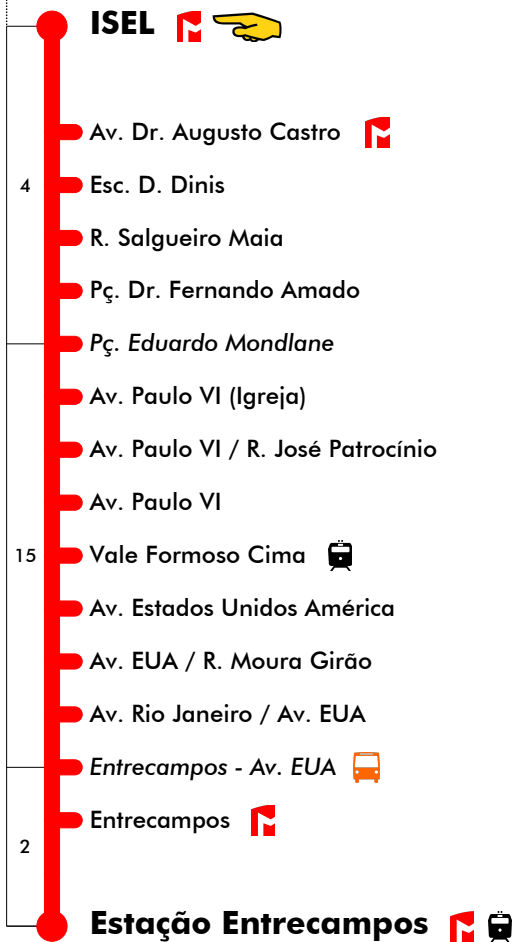 ISEL
Av. Dr. Augusto Castro
4
Esc. D. Dinis
R. Salgueiro Maia
Pç. Dr. Fernando Amado
Pç. Eduardo Mondlane
Av. Paulo VI (Igreja)
Av. Paulo VI / R. José Patrocínio
Av. Paulo VI
15
Vale Formoso Cima
Av. Estados Unidos América
Av. EUA / R. Moura Girão
Av. Rio Janeiro / Av. EUA
Entrecampos - Av. EUA
Entrecampos
2
Estação Entrecampos